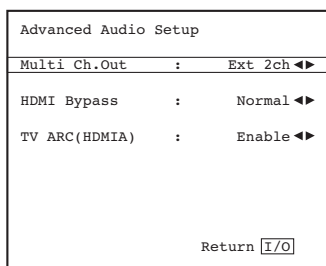 Advanced Audio Setup
Multi Ch.Out : Ext 2ch◄►
HDMI Bypass : Normal◄►
TV ARC(HDMIA) : Enable◄►
Return I/O